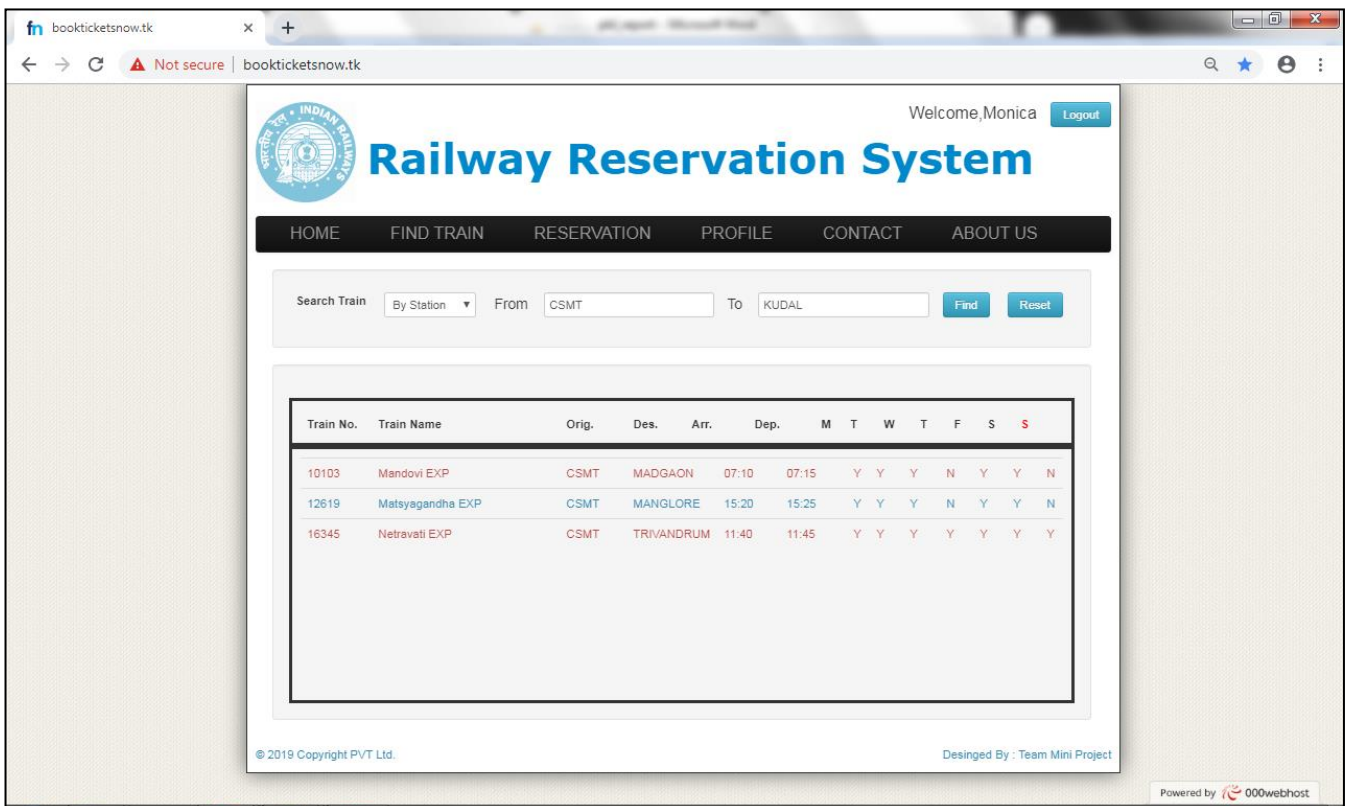 fn bookticketsnow.tk
Not secure bookticketsnow.tk
Welcome,Monica Logout
भारतीय रेल INDIAN RAILWAYS
Railway Reservation System
HOME FIND TRAIN RESERVATION PROFILE CONTACT ABOUT US
Search Train By Station From CSMT To KUDAL Find Reset
Train No. Train Name Orig. Des. Arr. Dep. M T W T F S S
10103 Mandovi EXP CSMT MADGAON 07:10 07:15 Y Y Y N Y Y N
12619 Matsyagandha EXP CSMT MANGLORE 15:20 15:25 Y Y Y N Y Y N
16345 Netravati EXP CSMT TRIVANDRUM 11:40 11:45 Y Y Y Y Y Y Y
© 2019 Copyright PVT Ltd. Desinged By : Team Mini Project
Powered by 000webhost